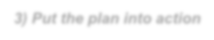 3) Put the plan into action